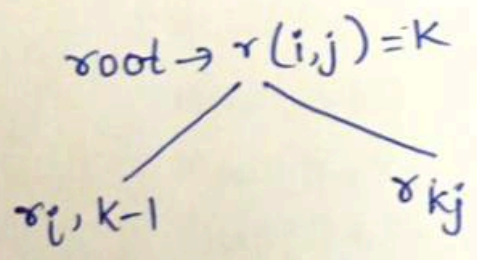 root → r(i,j)=K
ri, K-1
rkj